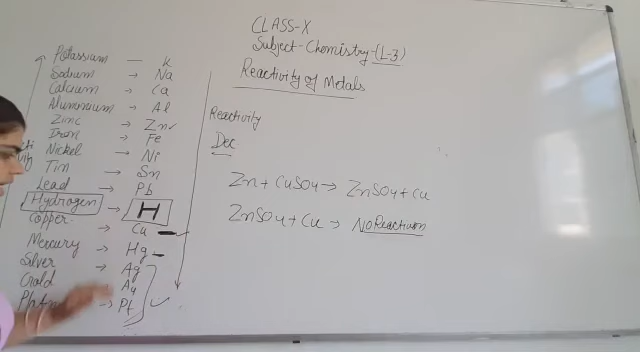 CLASS-X
Subject-Chemistry-(L-3)
Reactivity of Metals
Potassium — K
Sodium → Na
Calcium → Ca
Aluminium → Al
Zinc → Zn
Iron → Fe
Nickel → Ni
Tin → Sn
Lead → Pb
Hydrogen → H
Copper → Cu
Mercury → Hg
Silver → Ag
Gold Au
→ Pt
Reactivity
Dec
Zn + CuSO4 → ZnSO4 + Cu
ZnSO4 + Cu → No Reaction